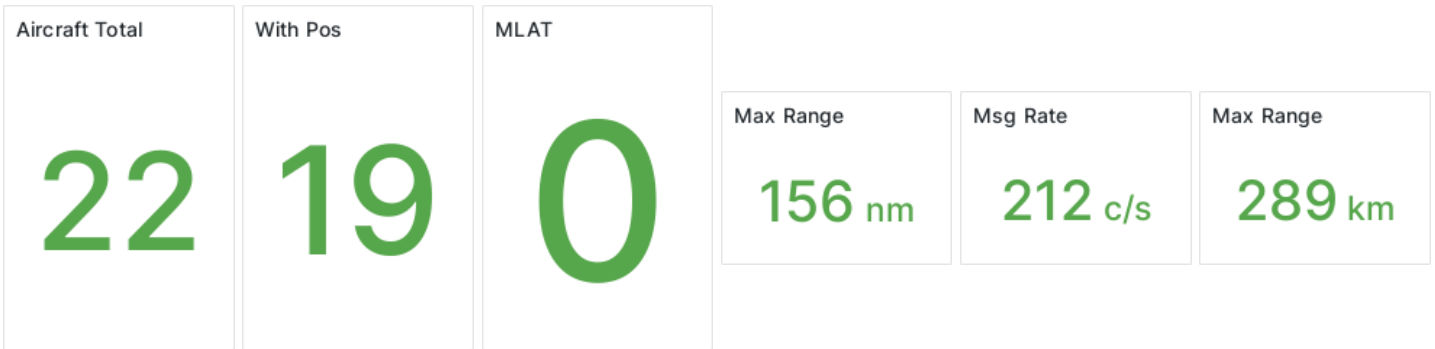 Aircraft Total
22
With Pos
19
MLAT
0
Max Range
156 nm
Msg Rate
212 c/s
Max Range
289 km